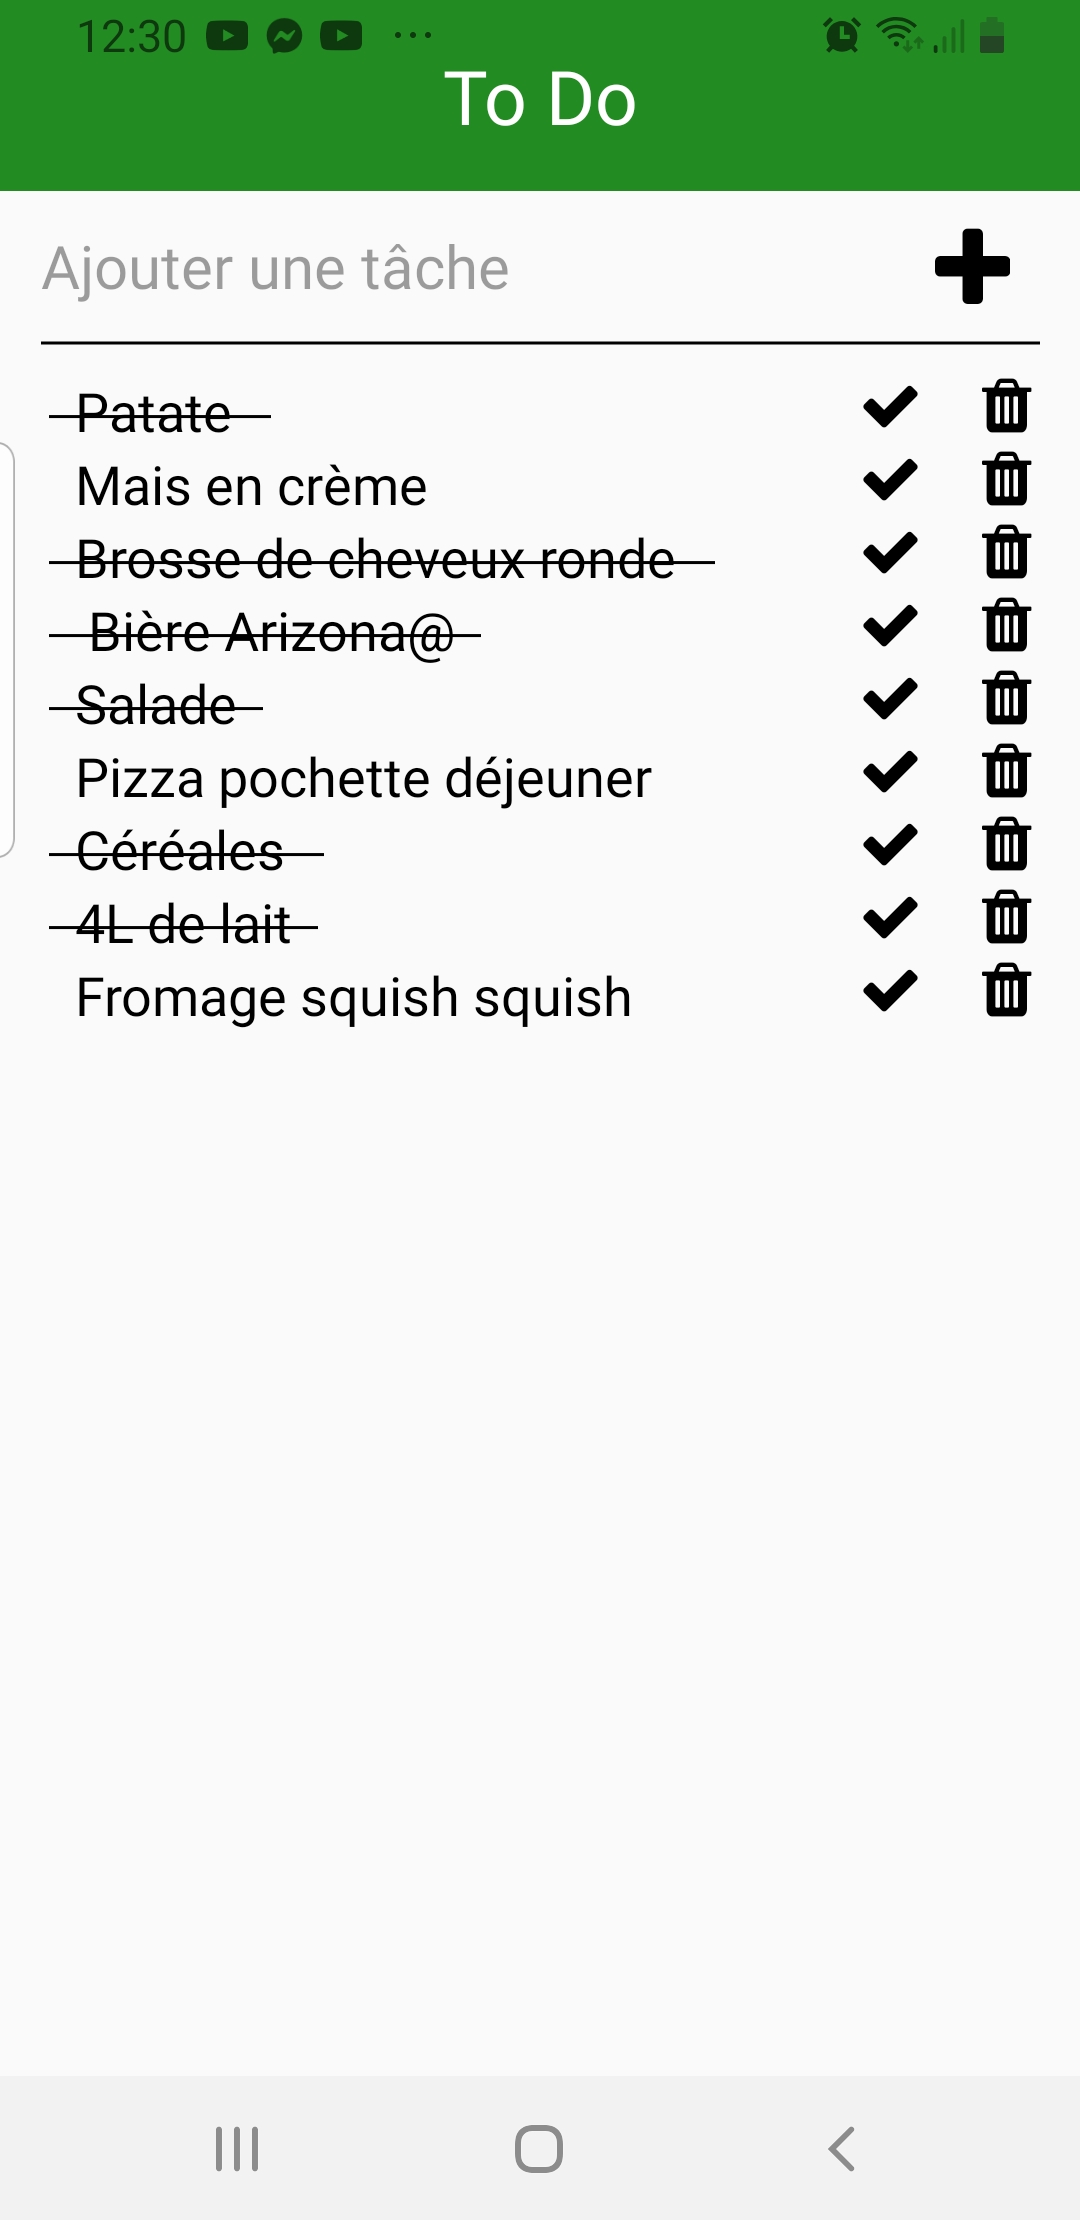 12:30
To Do
Ajouter une tâche
Patate
Mais en crème
Brosse de cheveux ronde
Bière Arizona@
Salade
Pizza pochette déjeuner
Céréales
4L de lait
Fromage squish squish